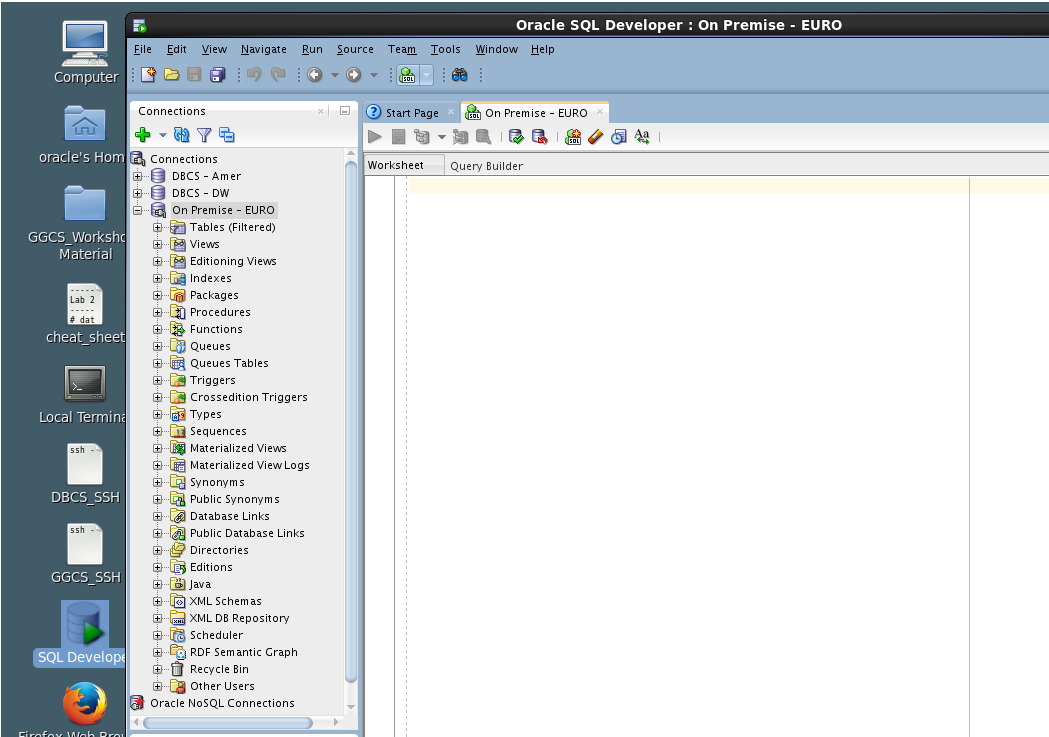 Computer
oracle's Hom
GGCS_Worksho
Material
Lab 2
# dat
cheat_sheet
Local Termina
ssh -
DBCS_SSH
ssh -
GGCS_SSH
SQL Develope
Firefox Web Brow
Oracle SQL Developer : On Premise - EURO
File Edit View Navigate Run Source Team Tools Window Help
SQL
Connections
Connections
DBCS - Amer
DBCS - DW
On Premise - EURO
Tables (Filtered)
Views
Editioning Views
Indexes
Packages
Procedures
Functions
Queues
Queues Tables
Triggers
Crossedition Triggers
Types
Sequences
Materialized Views
Materialized View Logs
Synonyms
Public Synonyms
Database Links
Public Database Links
Directories
Editions
Java
XML Schemas
XML DB Repository
Scheduler
RDF Semantic Graph
Recycle Bin
Other Users
Oracle NoSQL Connections
Start Page
On Premise - EURO
Aa
Worksheet
Query Builder